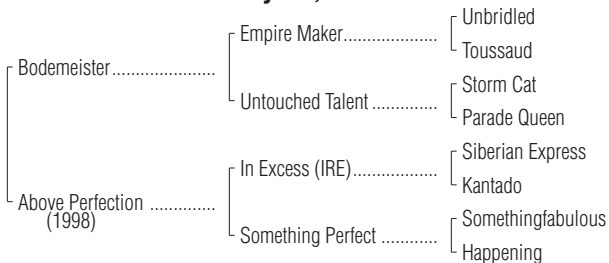 Unbridled
Empire Maker....................
Toussaud
Bodemeister......................
Storm Cat
Untouched Talent..............
Parade Queen
Siberian Express
In Excess (IRE)..................
Kantado
Above Perfection ..............
(1998)
Somethingfabulous
Something Perfect ............
Happening